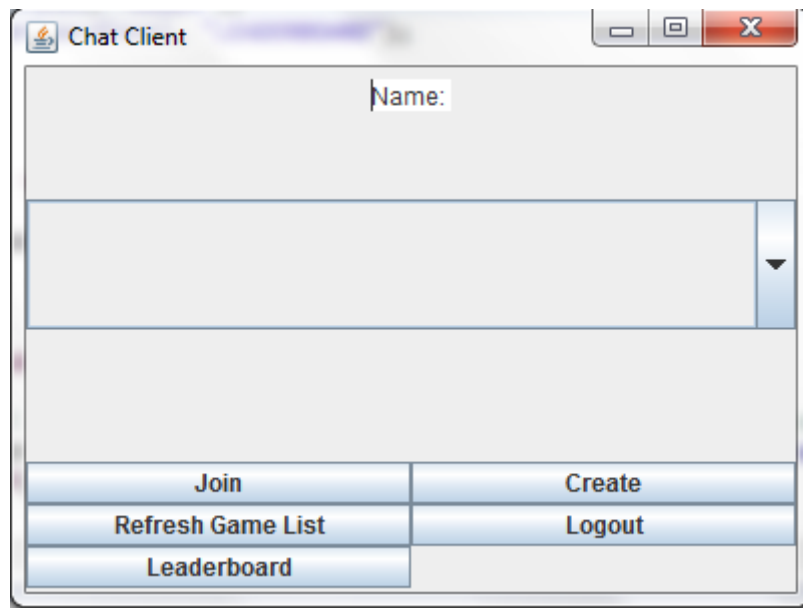 Chat Client
Name:
Join
Create
Refresh Game List
Logout
Leaderboard